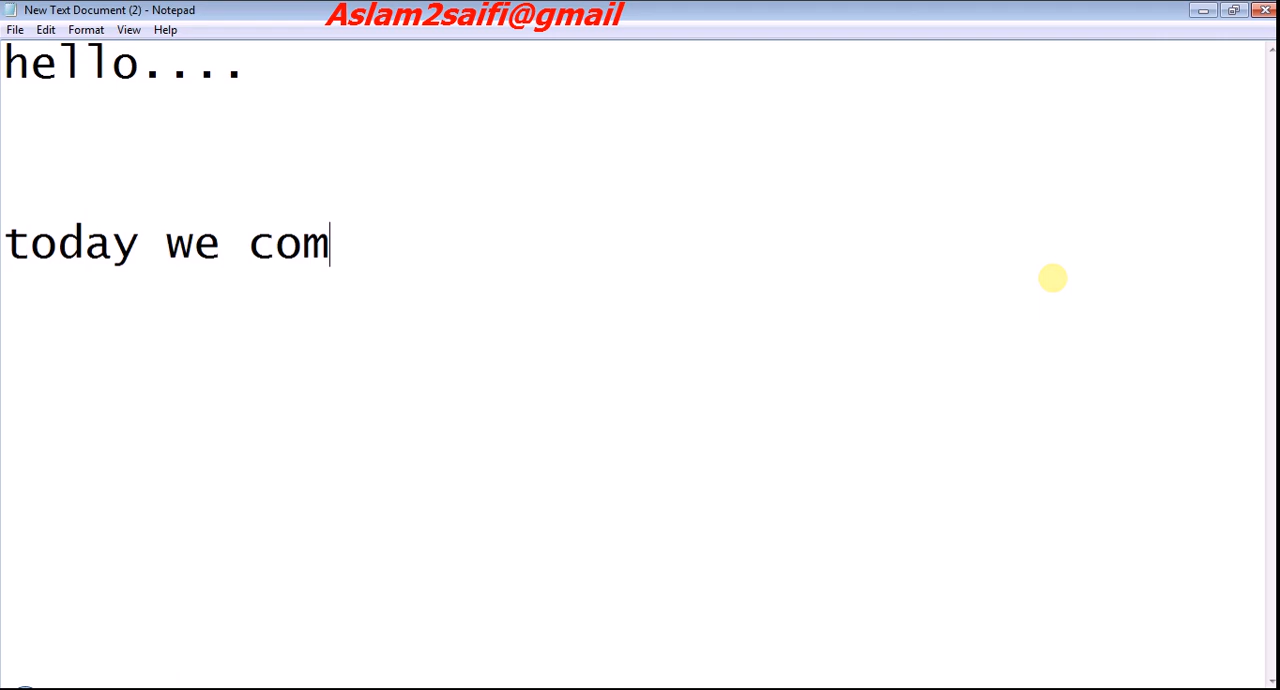 New Text Document (2) - Notepad
Aslam2saifi@gmail
File Edit Format View Help
hello....
today we com